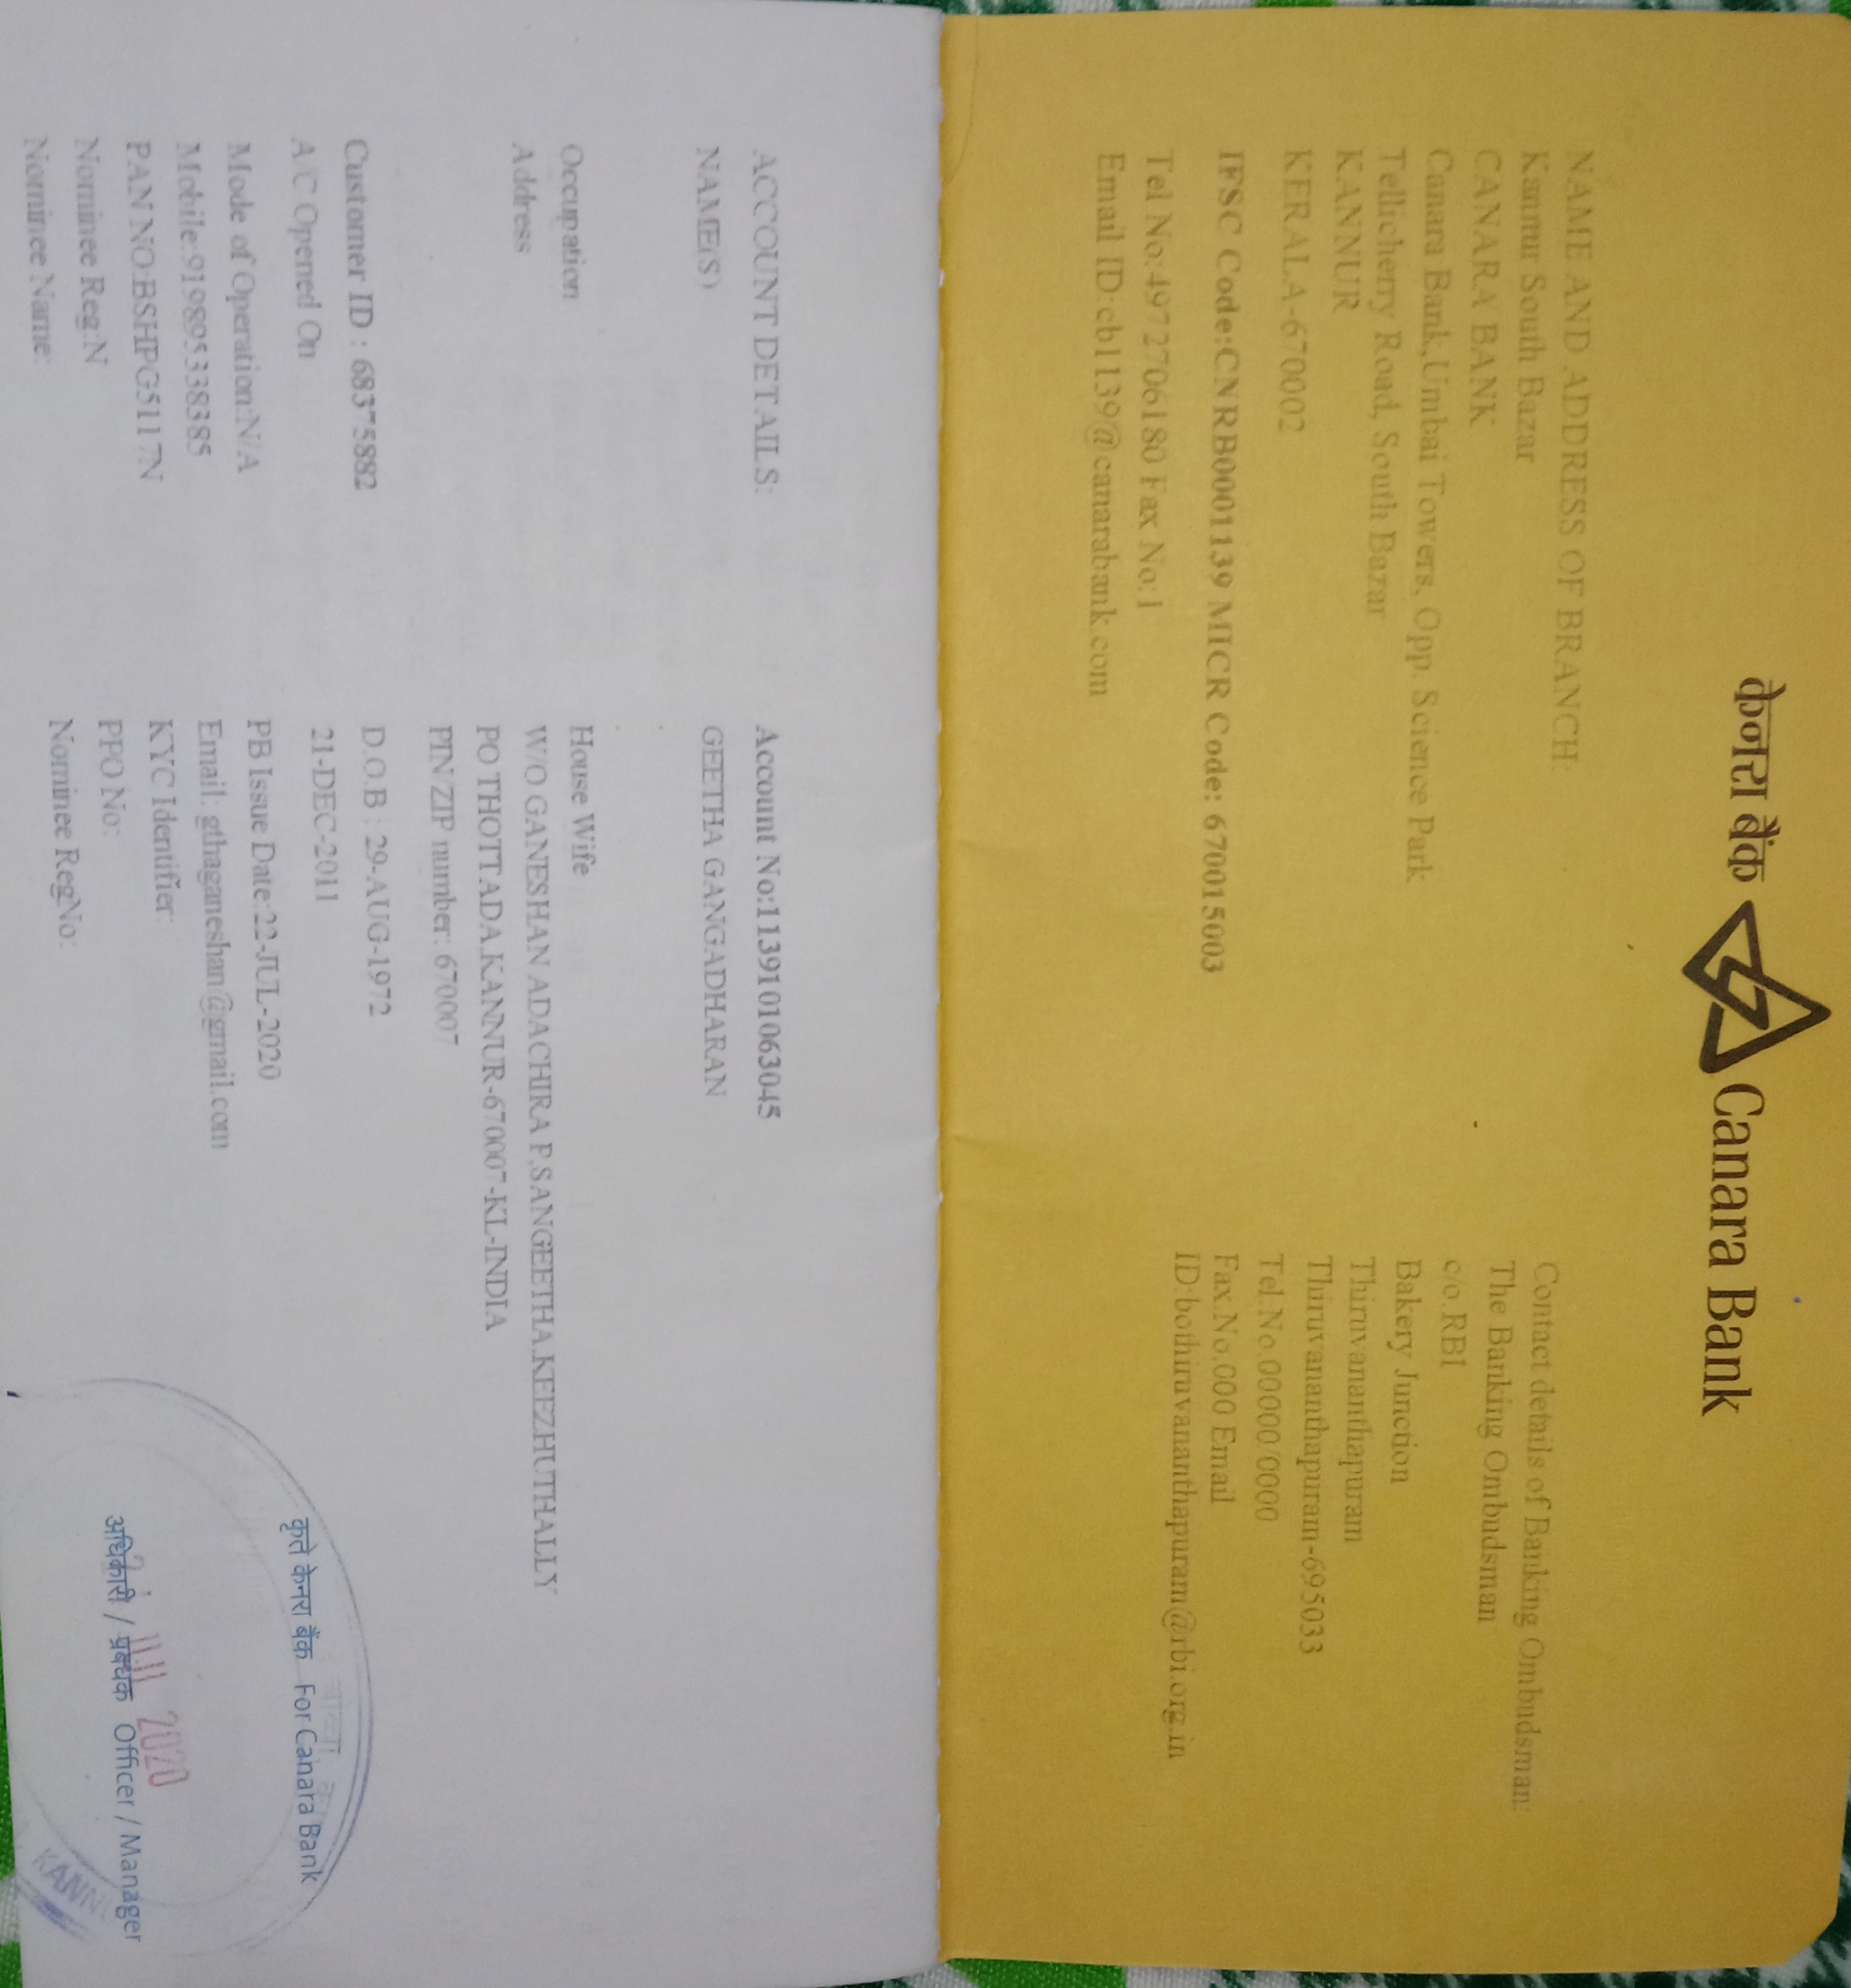 केनरा बैंक Canara Bank
NAME AND ADDRESS OF BRANCH:
Kannur South Bazar
CANARA BANK
Canara Bank,Umbai Towers, Opp. Science Park
Tellicherry Road, South Bazar
KANNUR
KERALA-670002
IFSC Code:CNRB0001139 MICR Code: 670015003
Tel No:4972706180 Fax No:1
Email ID:cb1139@canarabank.com
Contact details of Banking Ombudsman:
The Banking Ombudsman
c/o.RBI
Bakery Junction
Thiruvananthapuram
Thiruvananthapuram-695033
Tel.No.00000/0000
Fax.No.000 Email
ID:bothiruvananthapuram@rbi.org.in
ACCOUNT DETAILS: Account No:1139101063045
NAME(S) GEETHA GANGADHARAN
Occupation House Wife
Address W/O GANESHAN ADACHIRA P,SANGEETHA,KEEZHUTHALLY
PO THOTTADA,KANNUR-670007-KL-INDIA
PIN/ZIP number: 670007
Customer ID : 68375882 D.O.B : 29-AUG-1972
A/C Opened On 21-DEC-2011
Mode of Operation:N/A PB Issue Date:22-JUL-2020
Mobile:919895338385 Email: gthaganeshan@gmail.com
PAN NO:BSHPG5117N KYC Identifier:
Nominee Reg:N PPO No:
Nominee Name: Nominee RegNo:
कृते केनरा बैंक For Canara Bank
2020
अधिकारी / प्रबंधक Officer / Manager